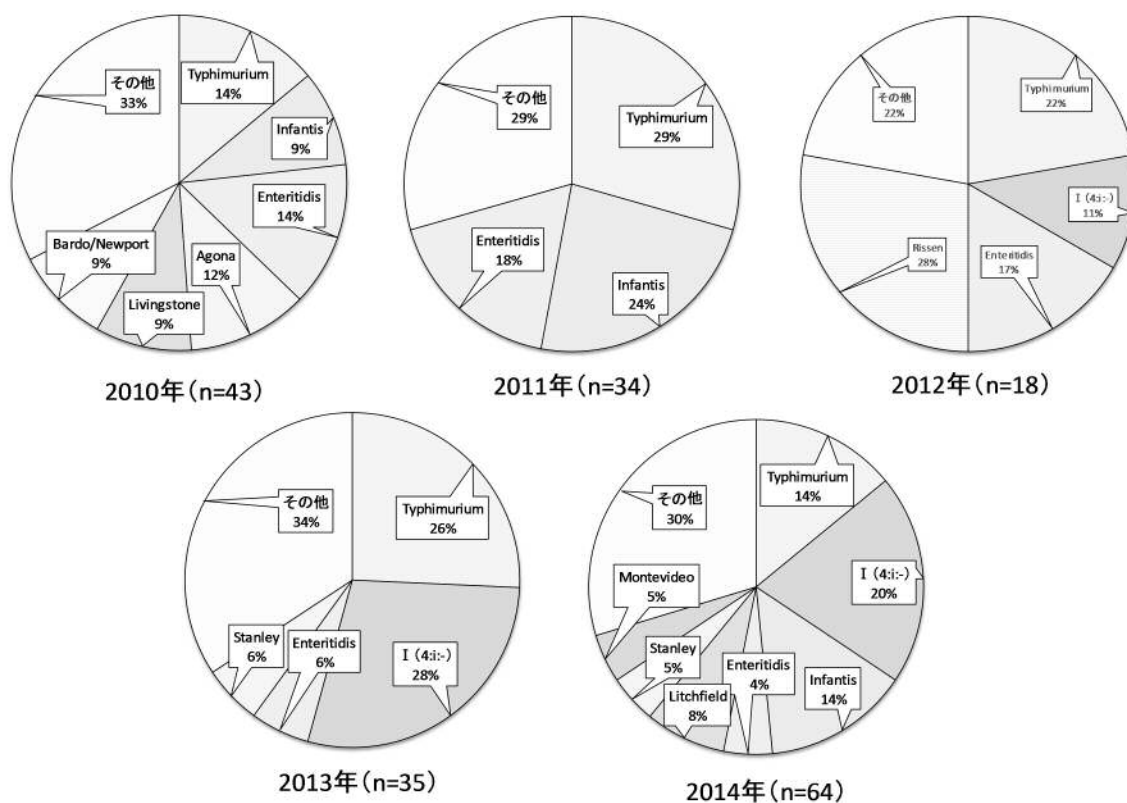 Typhimurium
14%
Infantis
9%
Enteritidis
14%
Agona
12%
Livingstone
9%
Bardo/Newport
9%
その他
33%
2010年(n=43)
Typhimurium
29%
Infantis
24%
Enteritidis
18%
その他
29%
2011年(n=34)
Typhimurium
22%
I (4:i:-)
11%
Enteritidis
17%
Rissen
28%
その他
22%
2012年(n=18)
Typhimurium
26%
I (4:i:-)
28%
Enteritidis
6%
Stanley
6%
その他
34%
2013年(n=35)
Typhimurium
14%
I (4:i:-)
20%
Infantis
14%
Enteritidis
4%
Litchfield
8%
Stanley
5%
Montevideo
5%
その他
30%
2014年(n=64)